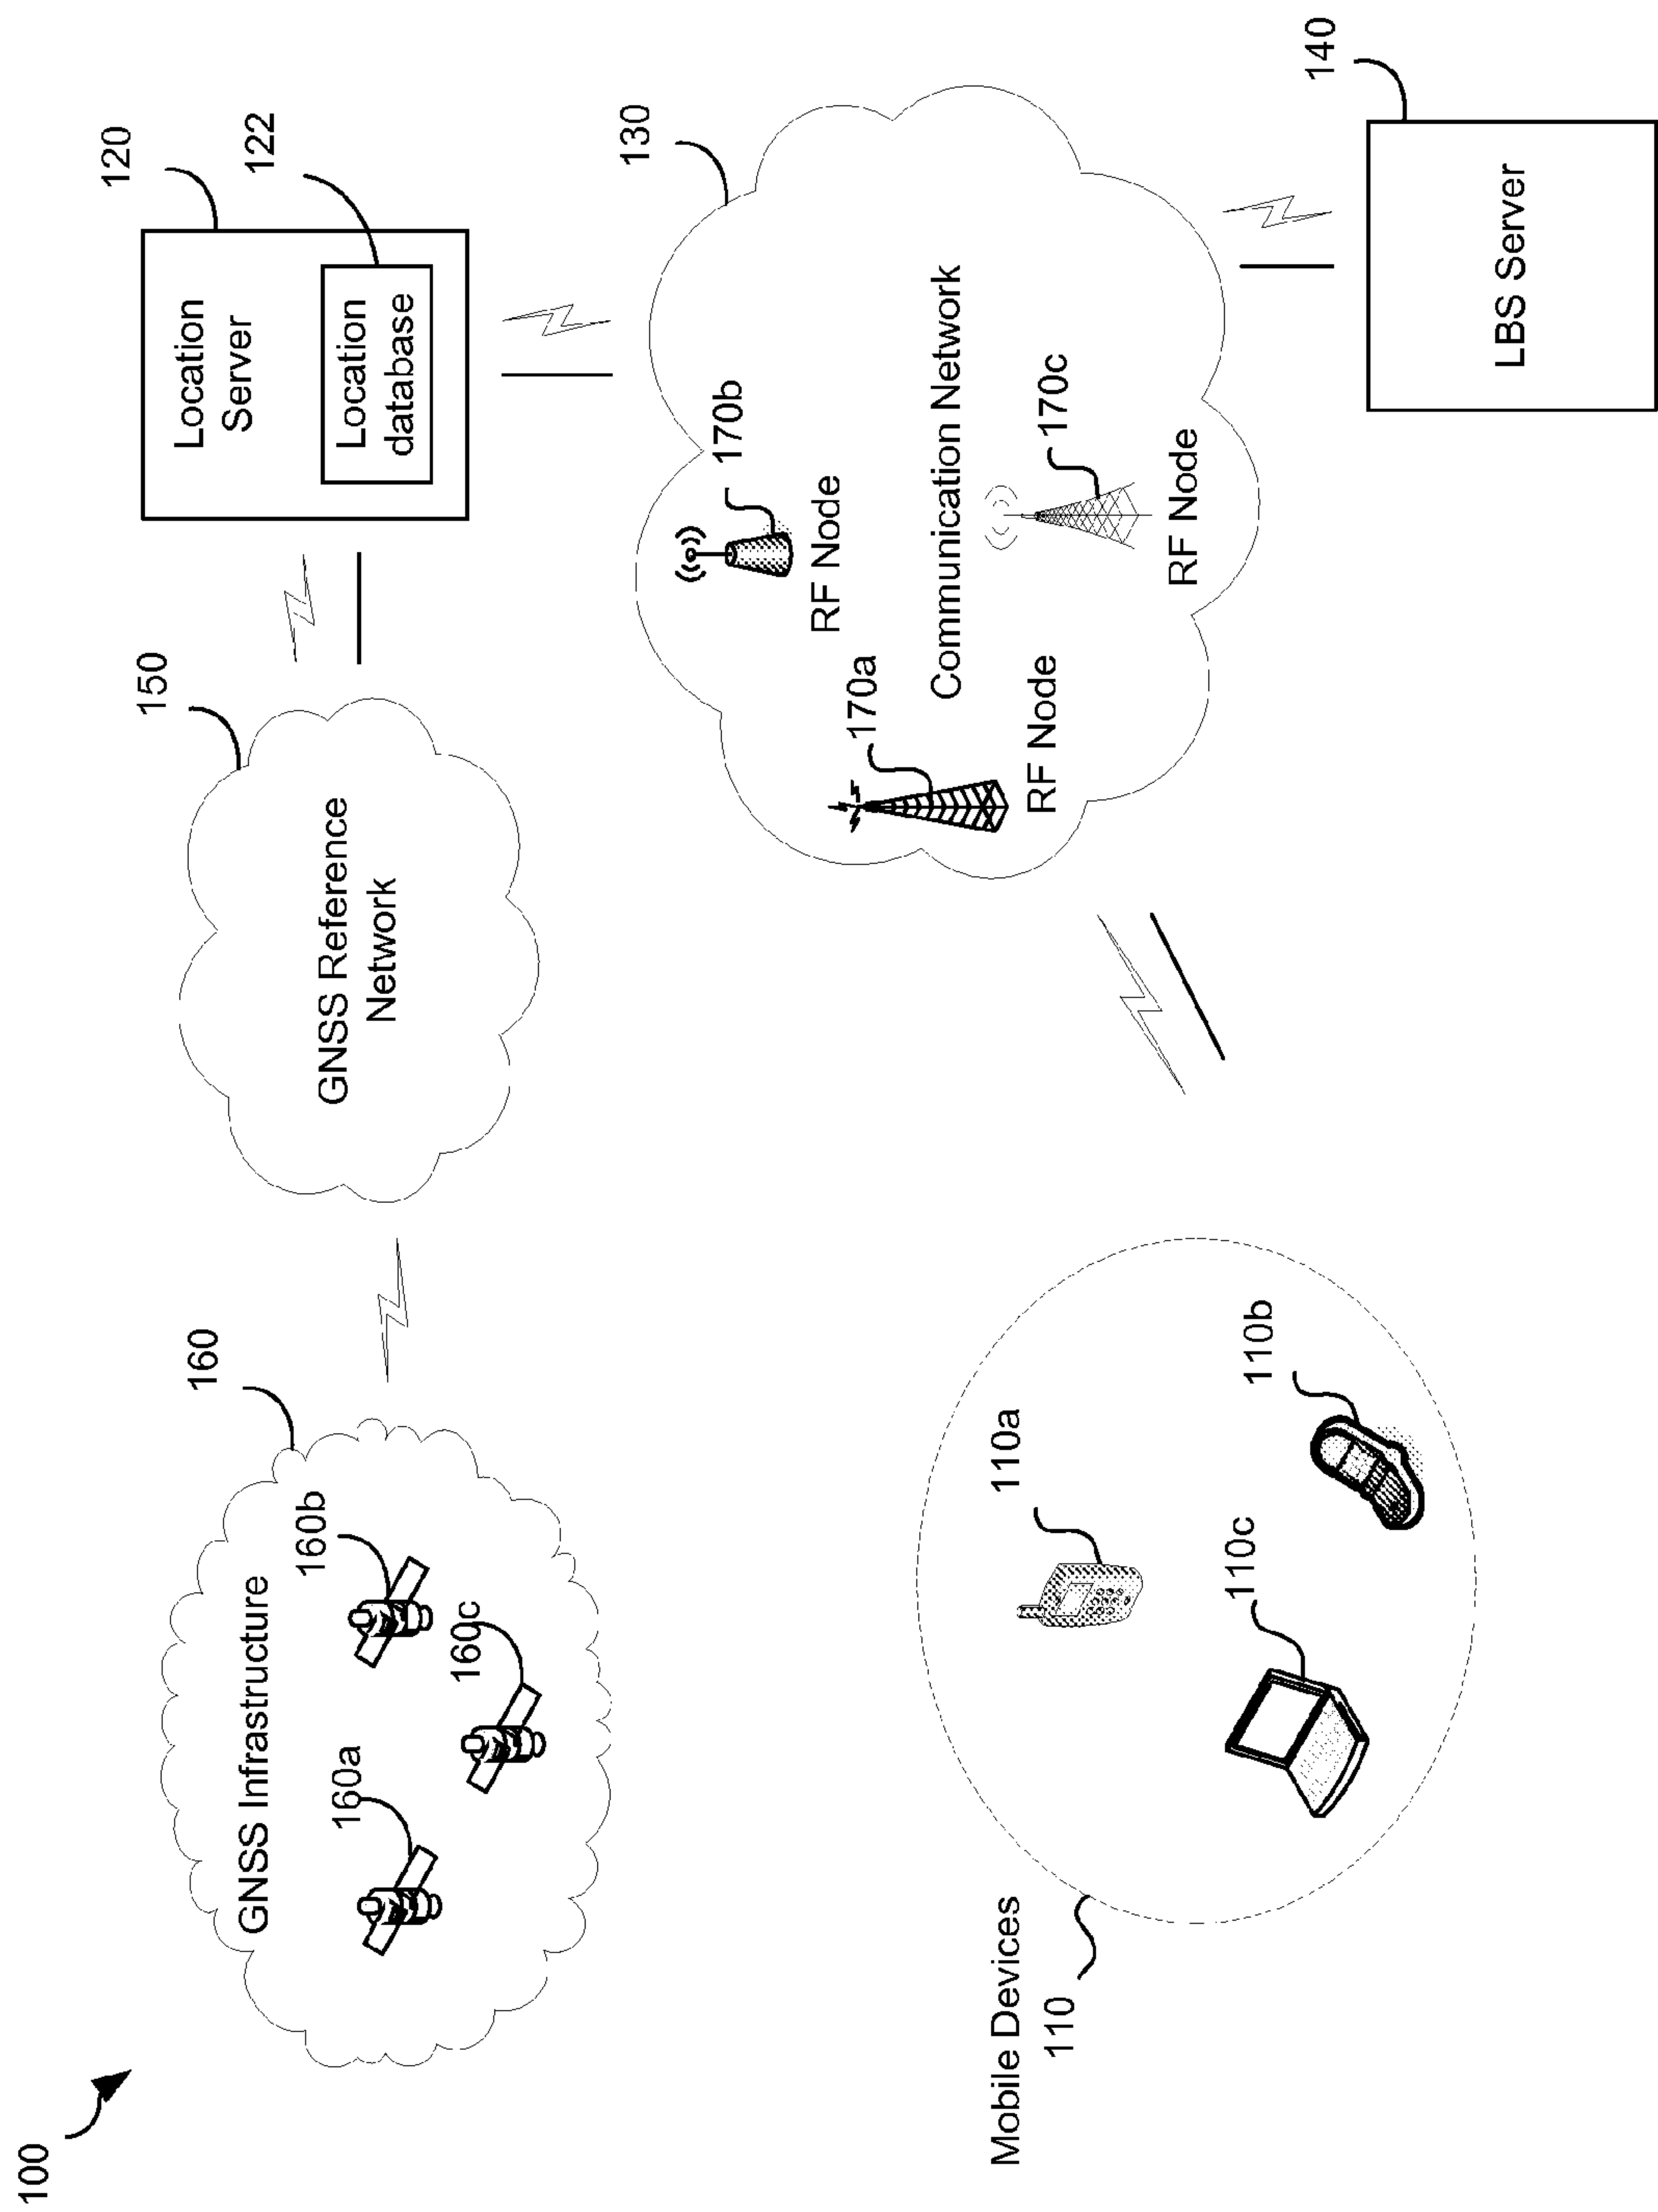 100
GNSS Infrastructure
160
160a
160b
160c
GNSS Reference
Network
150
Location
Server
120
Location
database
122
Mobile Devices
110
110a
110b
110c
Communication Network
130
170a
RF Node
170b
RF Node
170c
RF Node
LBS Server
140